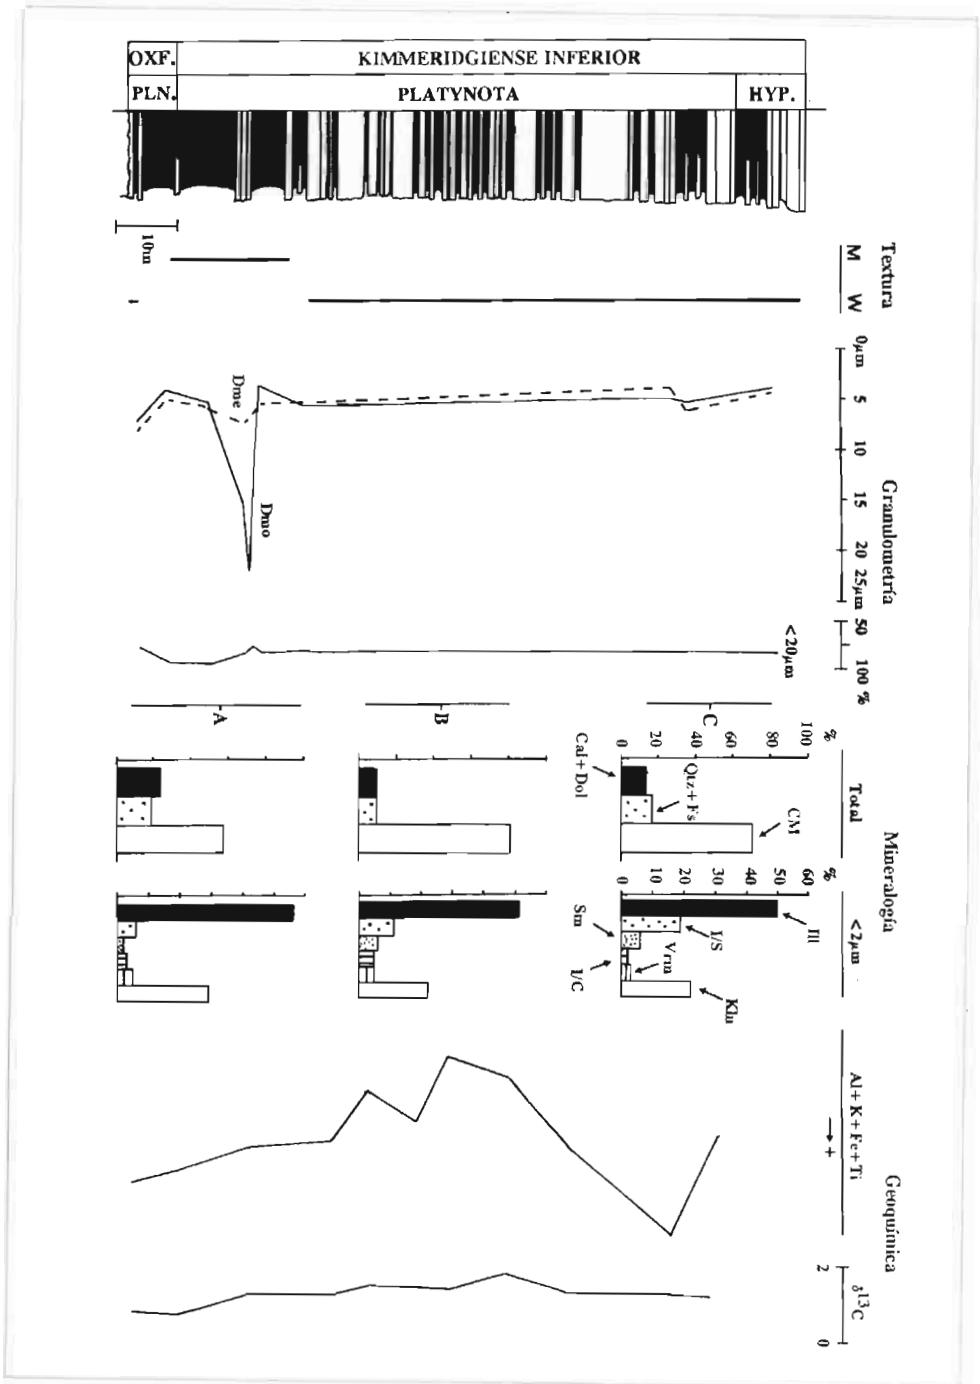 OXF.
KIMMERIDGIENSE INFERIOR
PLN.
PLATYNOTA
HYP.
10m
Textura
M
W
Granulometría
0μm
5
10
15
20
25μm
Dme
Dmo
50
100 %
<20μm
A
B
C
Mineralogía
Total
%
0
20
40
60
80
100
Cal+Dol
Qtz+Fs
CM
<2μm
%
0
10
20
30
40
50
60
Ill
I/S
Sm
Vrm
I/C
Kln
Geoquímica
Al+K+Fe+Ti
+
δ13C
2
0